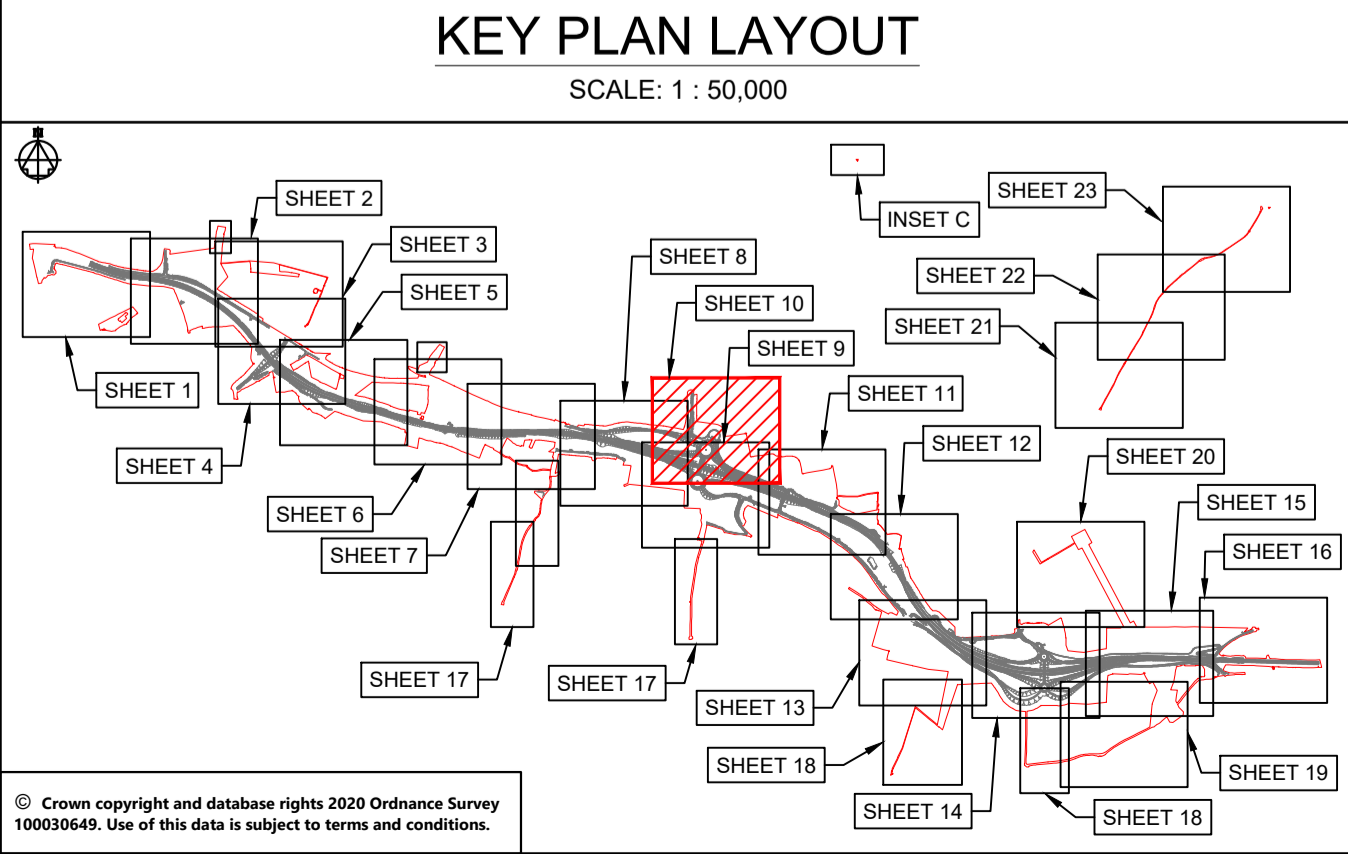 KEY PLAN LAYOUT
SCALE: 1 : 50,000
N
SHEET 2
SHEET 23
INSET C
SHEET 3
SHEET 8
SHEET 22
SHEET 5
SHEET 10
SHEET 21
SHEET 9
SHEET 1
SHEET 11
SHEET 12
SHEET 20
SHEET 4
SHEET 15
SHEET 6
SHEET 16
SHEET 7
SHEET 17
SHEET 17
SHEET 13
SHEET 18
SHEET 19
SHEET 14
SHEET 18
© Crown copyright and database rights 2020 Ordnance Survey
100030649. Use of this data is subject to terms and conditions.